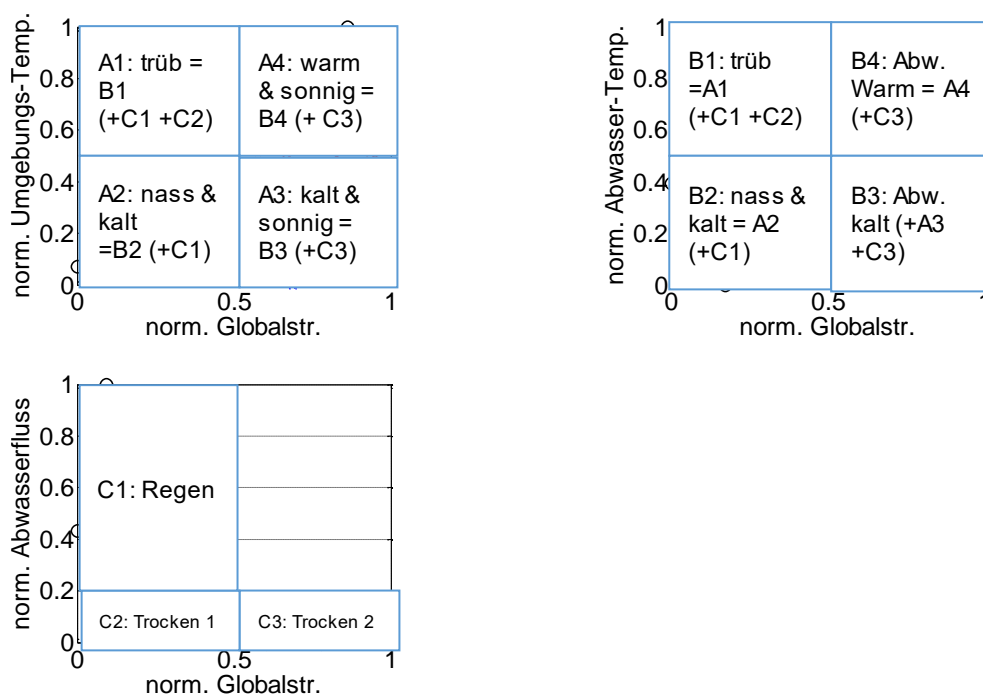 norm. Umgebungs-Temp.
1
0.8
0.6
0.4
0.2
0
A1: trüb =
B1
(+C1 +C2)
A4: warm
& sonnig =
B4 (+ C3)
A2: nass &
kalt
=B2 (+C1)
A3: kalt &
sonnig =
B3 (+C3)
0
0.5
1
norm. Globalstr.
norm. Abwasser-Temp.
1
0.8
0.6
0.4
0.2
0
B1: trüb
=A1
(+C1 +C2)
B4: Abw.
Warm = A4
(+C3)
B2: nass &
kalt = A2
(+C1)
B3: Abw.
kalt (+A3
+C3)
0
0.5
1
norm. Globalstr.
norm. Abwasserfluss
1
0.8
0.6
0.4
0.2
0
C1: Regen
C2: Trocken 1
C3: Trocken 2
0
0.5
1
norm. Globalstr.